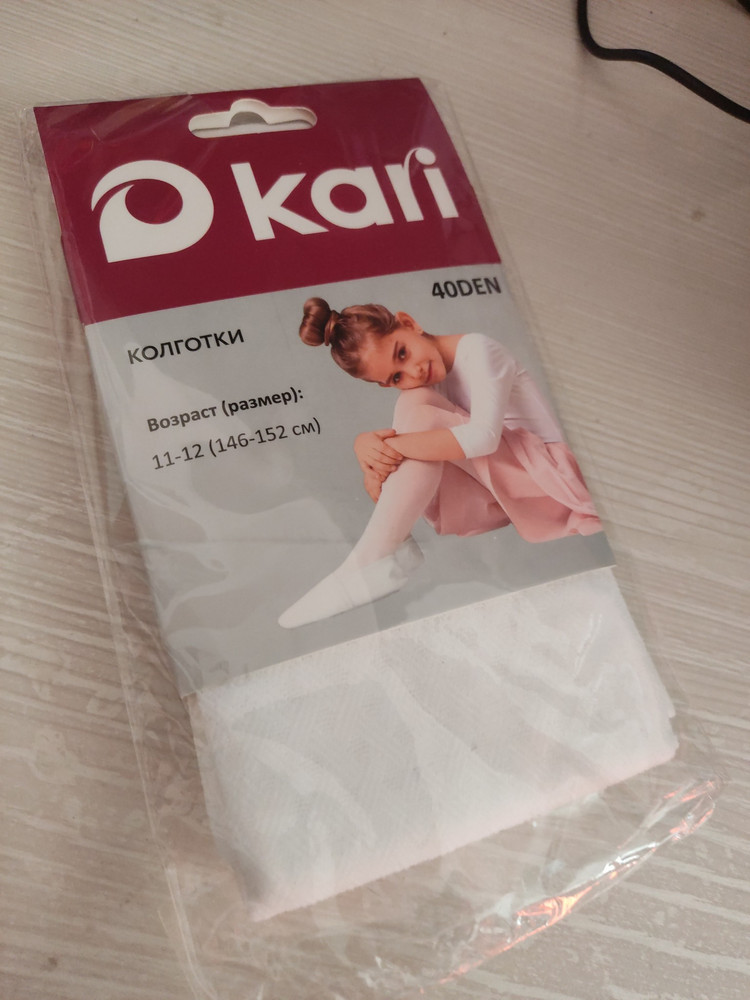 kari
40DEN
КОЛГОТКИ
Возраст (размер):
11-12 (146-152 см)